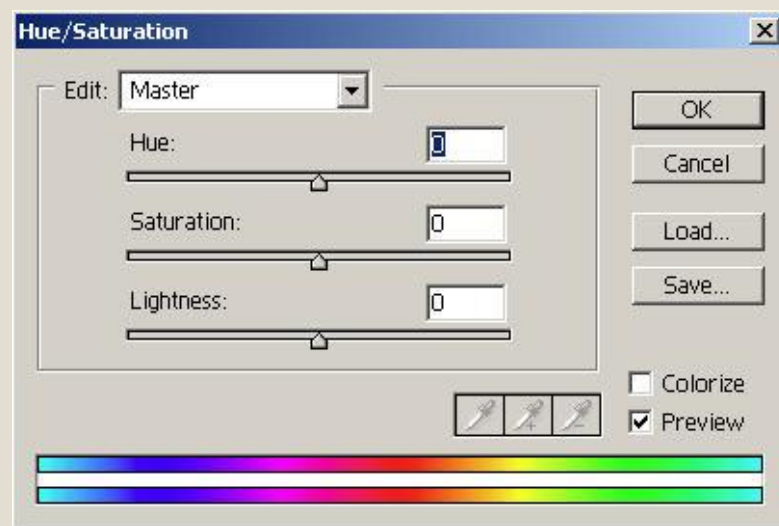 Hue/Saturation
Edit: Master
OK
Hue: 0
Cancel
Saturation: 0
Load...
Save...
Lightness: 0
Colorize
Preview